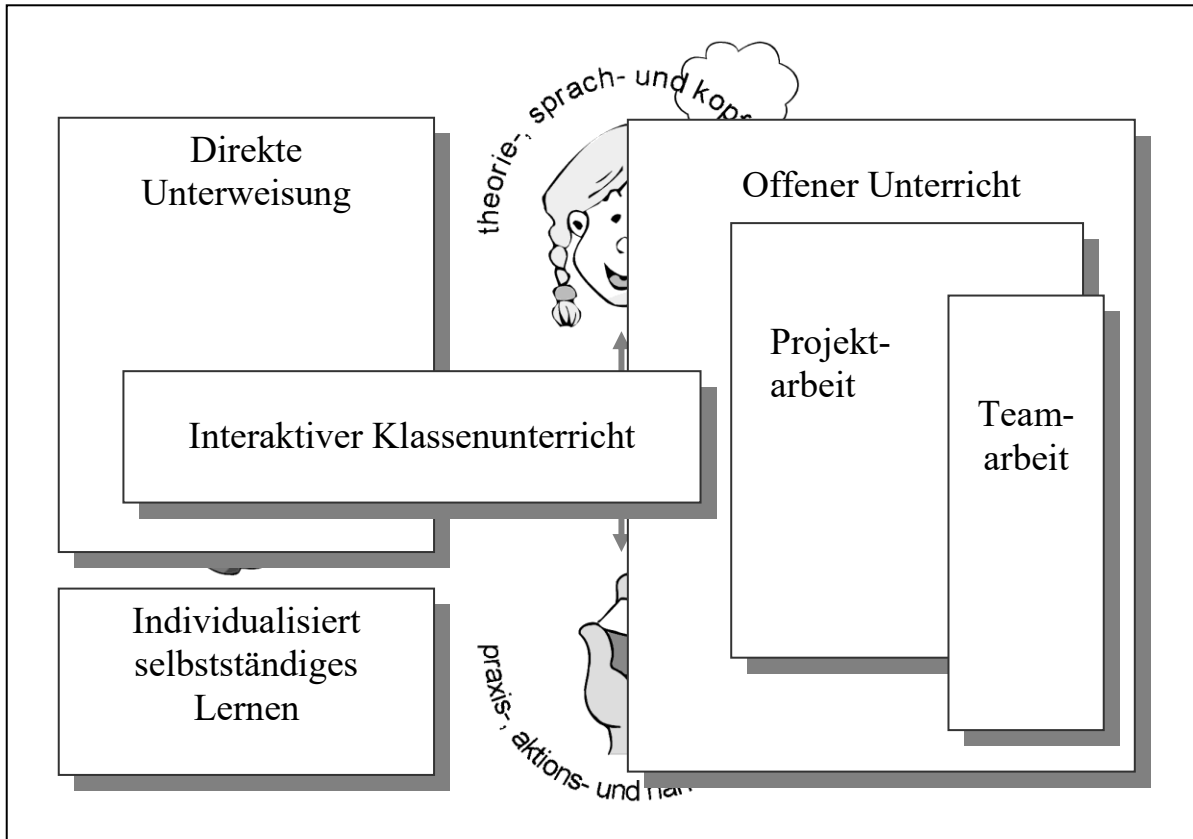 theorie-, sprach- und kopf
Direkte
Unterweisung
Offener Unterricht
Projekt-
arbeit
Team-
arbeit
Interaktiver Klassenunterricht
Individualisiert
selbstständiges
Lernen
praxis-, aktions- und